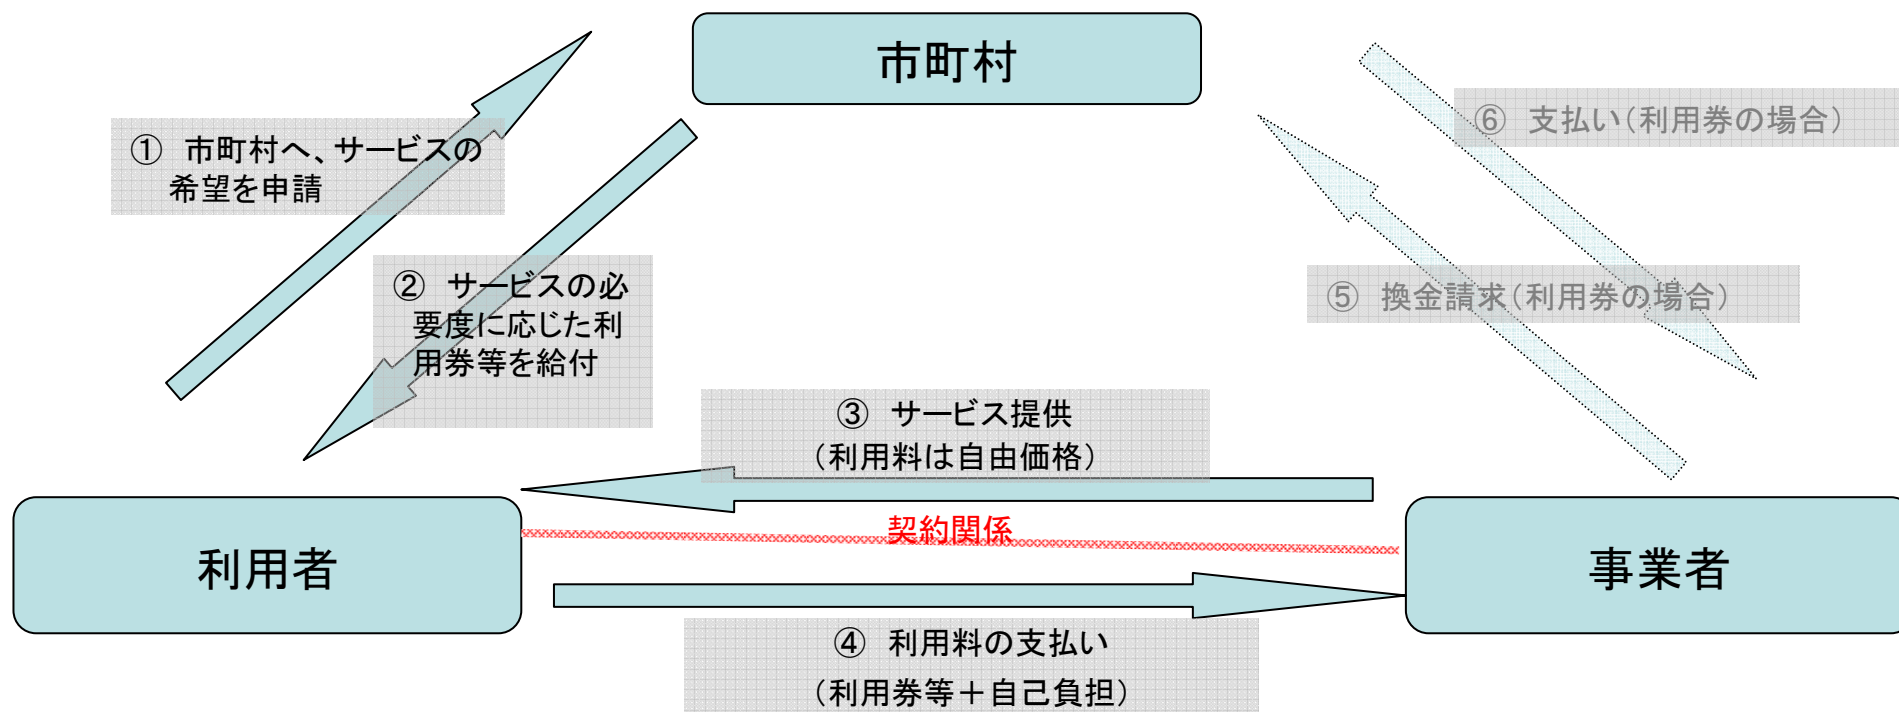 市町村
⑥ 支払い(利用券の場合)
① 市町村へ、サービスの
希望を申請
② サービスの必
要度に応じた利
用券等を給付
⑤ 換金請求(利用券の場合)
③ サービス提供
(利用料は自由価格)
契約関係
利用者
事業者
④ 利用料の支払い
(利用券等+自己負担)